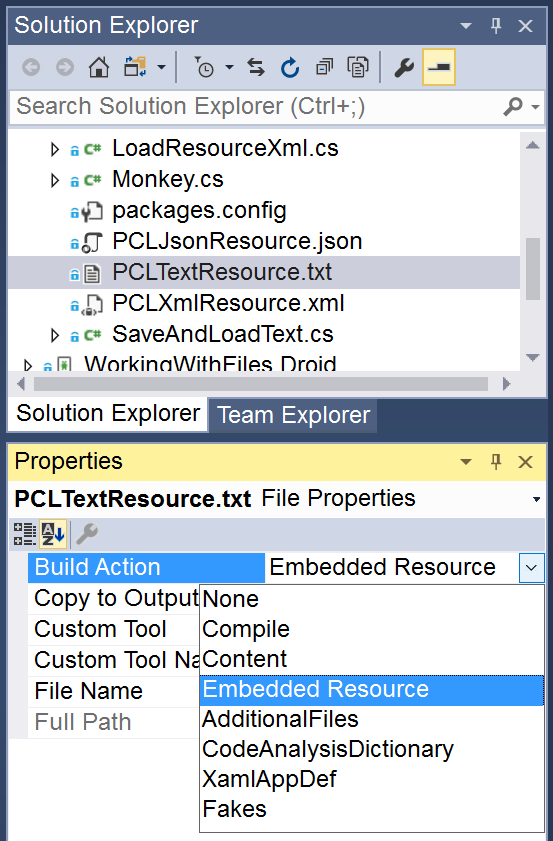 Solution Explorer
Search Solution Explorer (Ctrl+;)
C# LoadResourceXml.cs
C# Monkey.cs
packages.config
PCLJsonResource.json
PCLTextResource.txt
PCLXmlResource.xml
C# SaveAndLoadText.cs
WorkingWithFiles.Droid
Solution Explorer Team Explorer
Properties
PCLTextResource.txt File Properties
AZ
Build Action Embedded Resource
Copy to Output None
Custom Tool Compile
Custom Tool Na Content
File Name Embedded Resource
Full Path AdditionalFiles
CodeAnalysisDictionary
XamlAppDef
Fakes